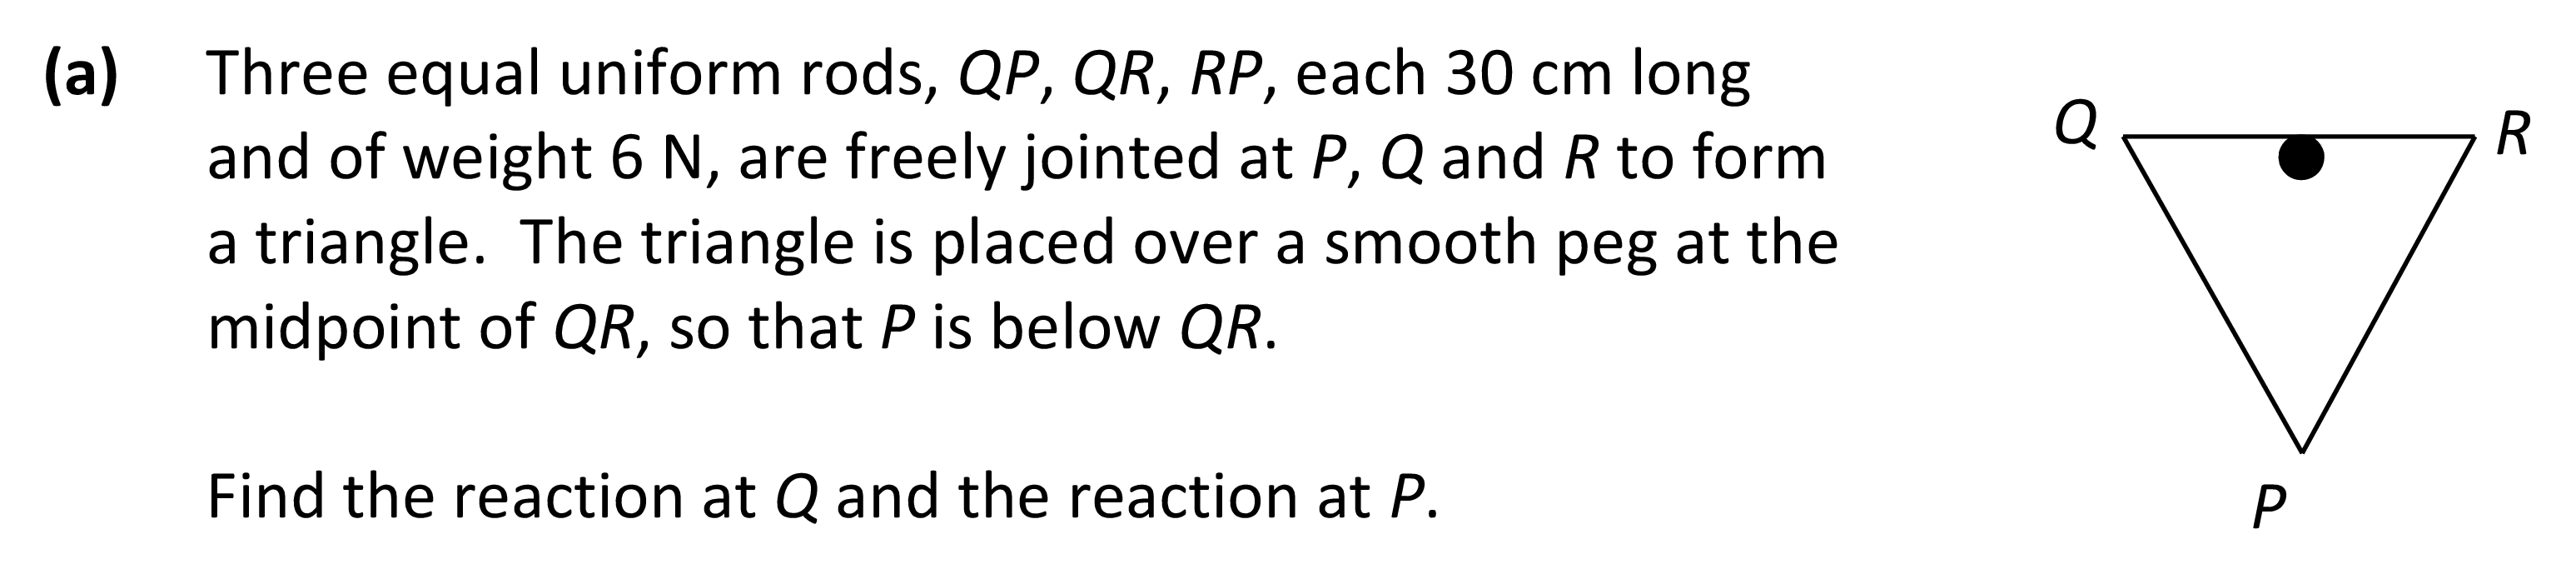 (a) Three equal uniform rods, QP, QR, RP, each 30 cm long
and of weight 6 N, are freely jointed at P, Q and R to form
a triangle. The triangle is placed over a smooth peg at the
midpoint of QR, so that P is below QR.
Find the reaction at Q and the reaction at P.
Q
R
P